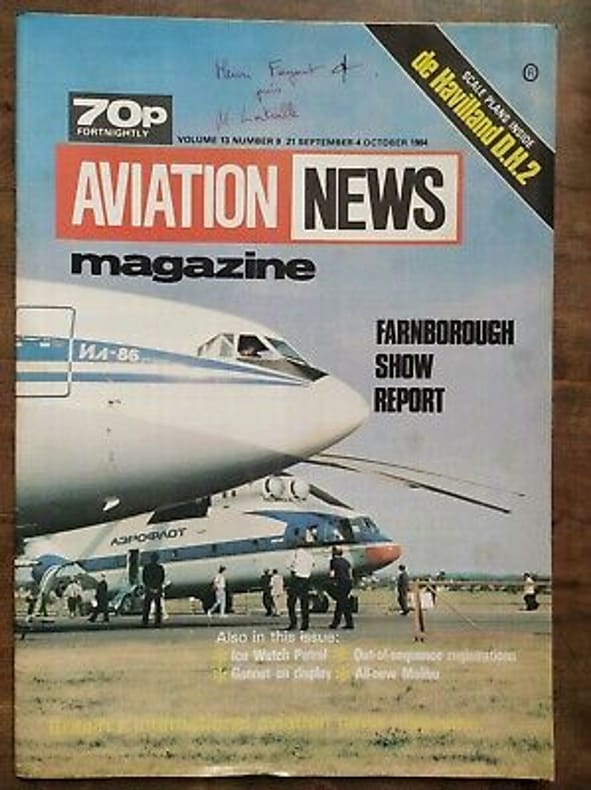 SCALE PLANS INSIDE
de Havilland D.H.2
R
Henri
70p
FORTNIGHTLY
VOLUME 13 NUMBER 9 21 SEPTEMBER-4 OCTOBER 1984
AVIATION NEWS
magazine
FARNBOROUGH
SHOW
REPORT
ИЛ-86
АЭРОФЛОТ
Also in this issue:
Ice Watch Patrol Out-of-sequence registrations
Gannet on display All-new Malibu